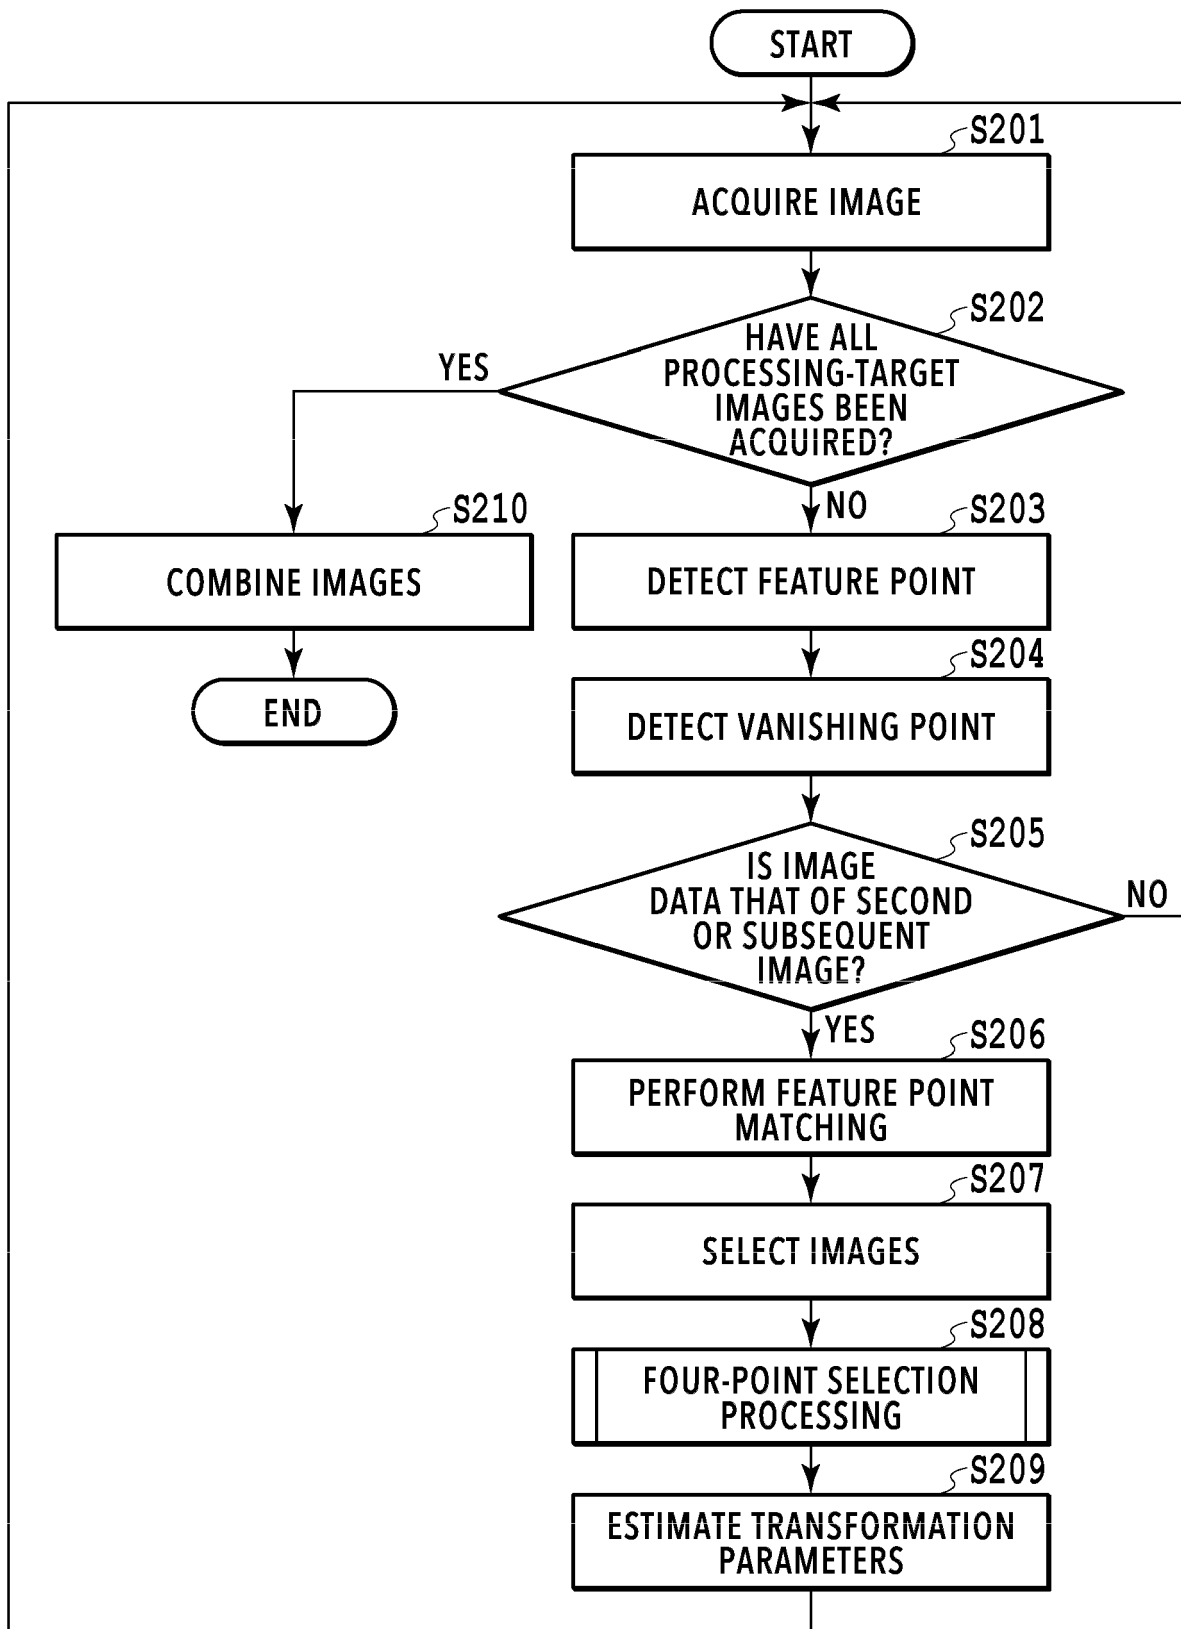 START
S201
ACQUIRE IMAGE
S202
HAVE ALL
PROCESSING-TARGET
IMAGES BEEN
ACQUIRED?
YES
NO
S210
COMBINE IMAGES
END
S203
DETECT FEATURE POINT
S204
DETECT VANISHING POINT
S205
IS IMAGE
DATA THAT OF SECOND
OR SUBSEQUENT
IMAGE?
NO
YES
S206
PERFORM FEATURE POINT
MATCHING
S207
SELECT IMAGES
S208
FOUR-POINT SELECTION
PROCESSING
S209
ESTIMATE TRANSFORMATION
PARAMETERS